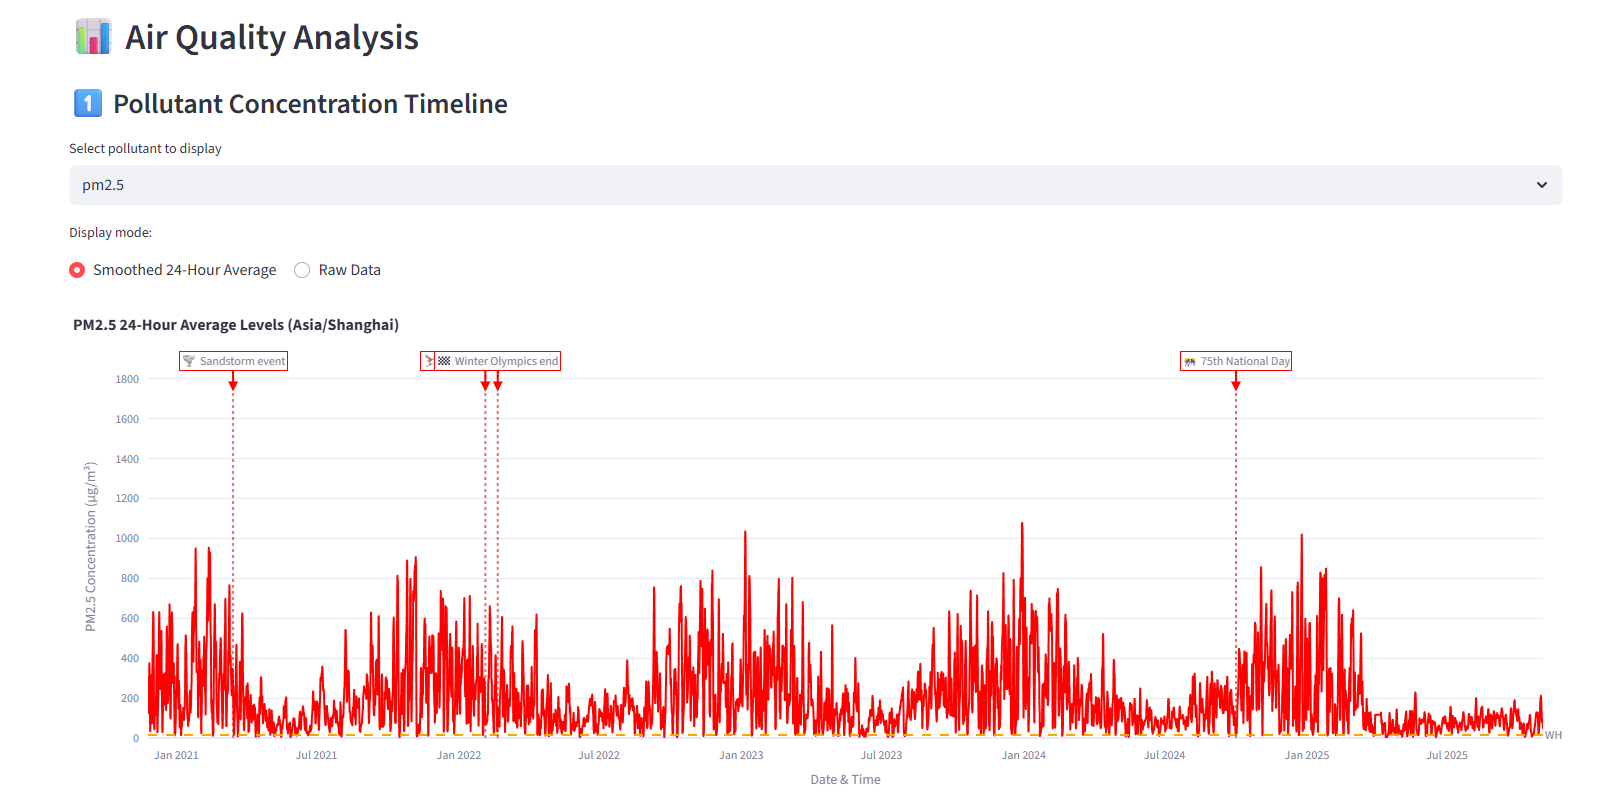 Air Quality Analysis
1 Pollutant Concentration Timeline
Select pollutant to display
pm2.5
Display mode:
Smoothed 24-Hour Average
Raw Data
PM2.5 24-Hour Average Levels (Asia/Shanghai)
Sandstorm event
Winter Olympics end
75th National Day
PM2.5 Concentration (µg/m³)
1800
1600
1400
1200
1000
800
600
400
200
0
WH
Jan 2021
Jul 2021
Jan 2022
Jul 2022
Jan 2023
Jul 2023
Jan 2024
Jul 2024
Jan 2025
Jul 2025
Date & Time